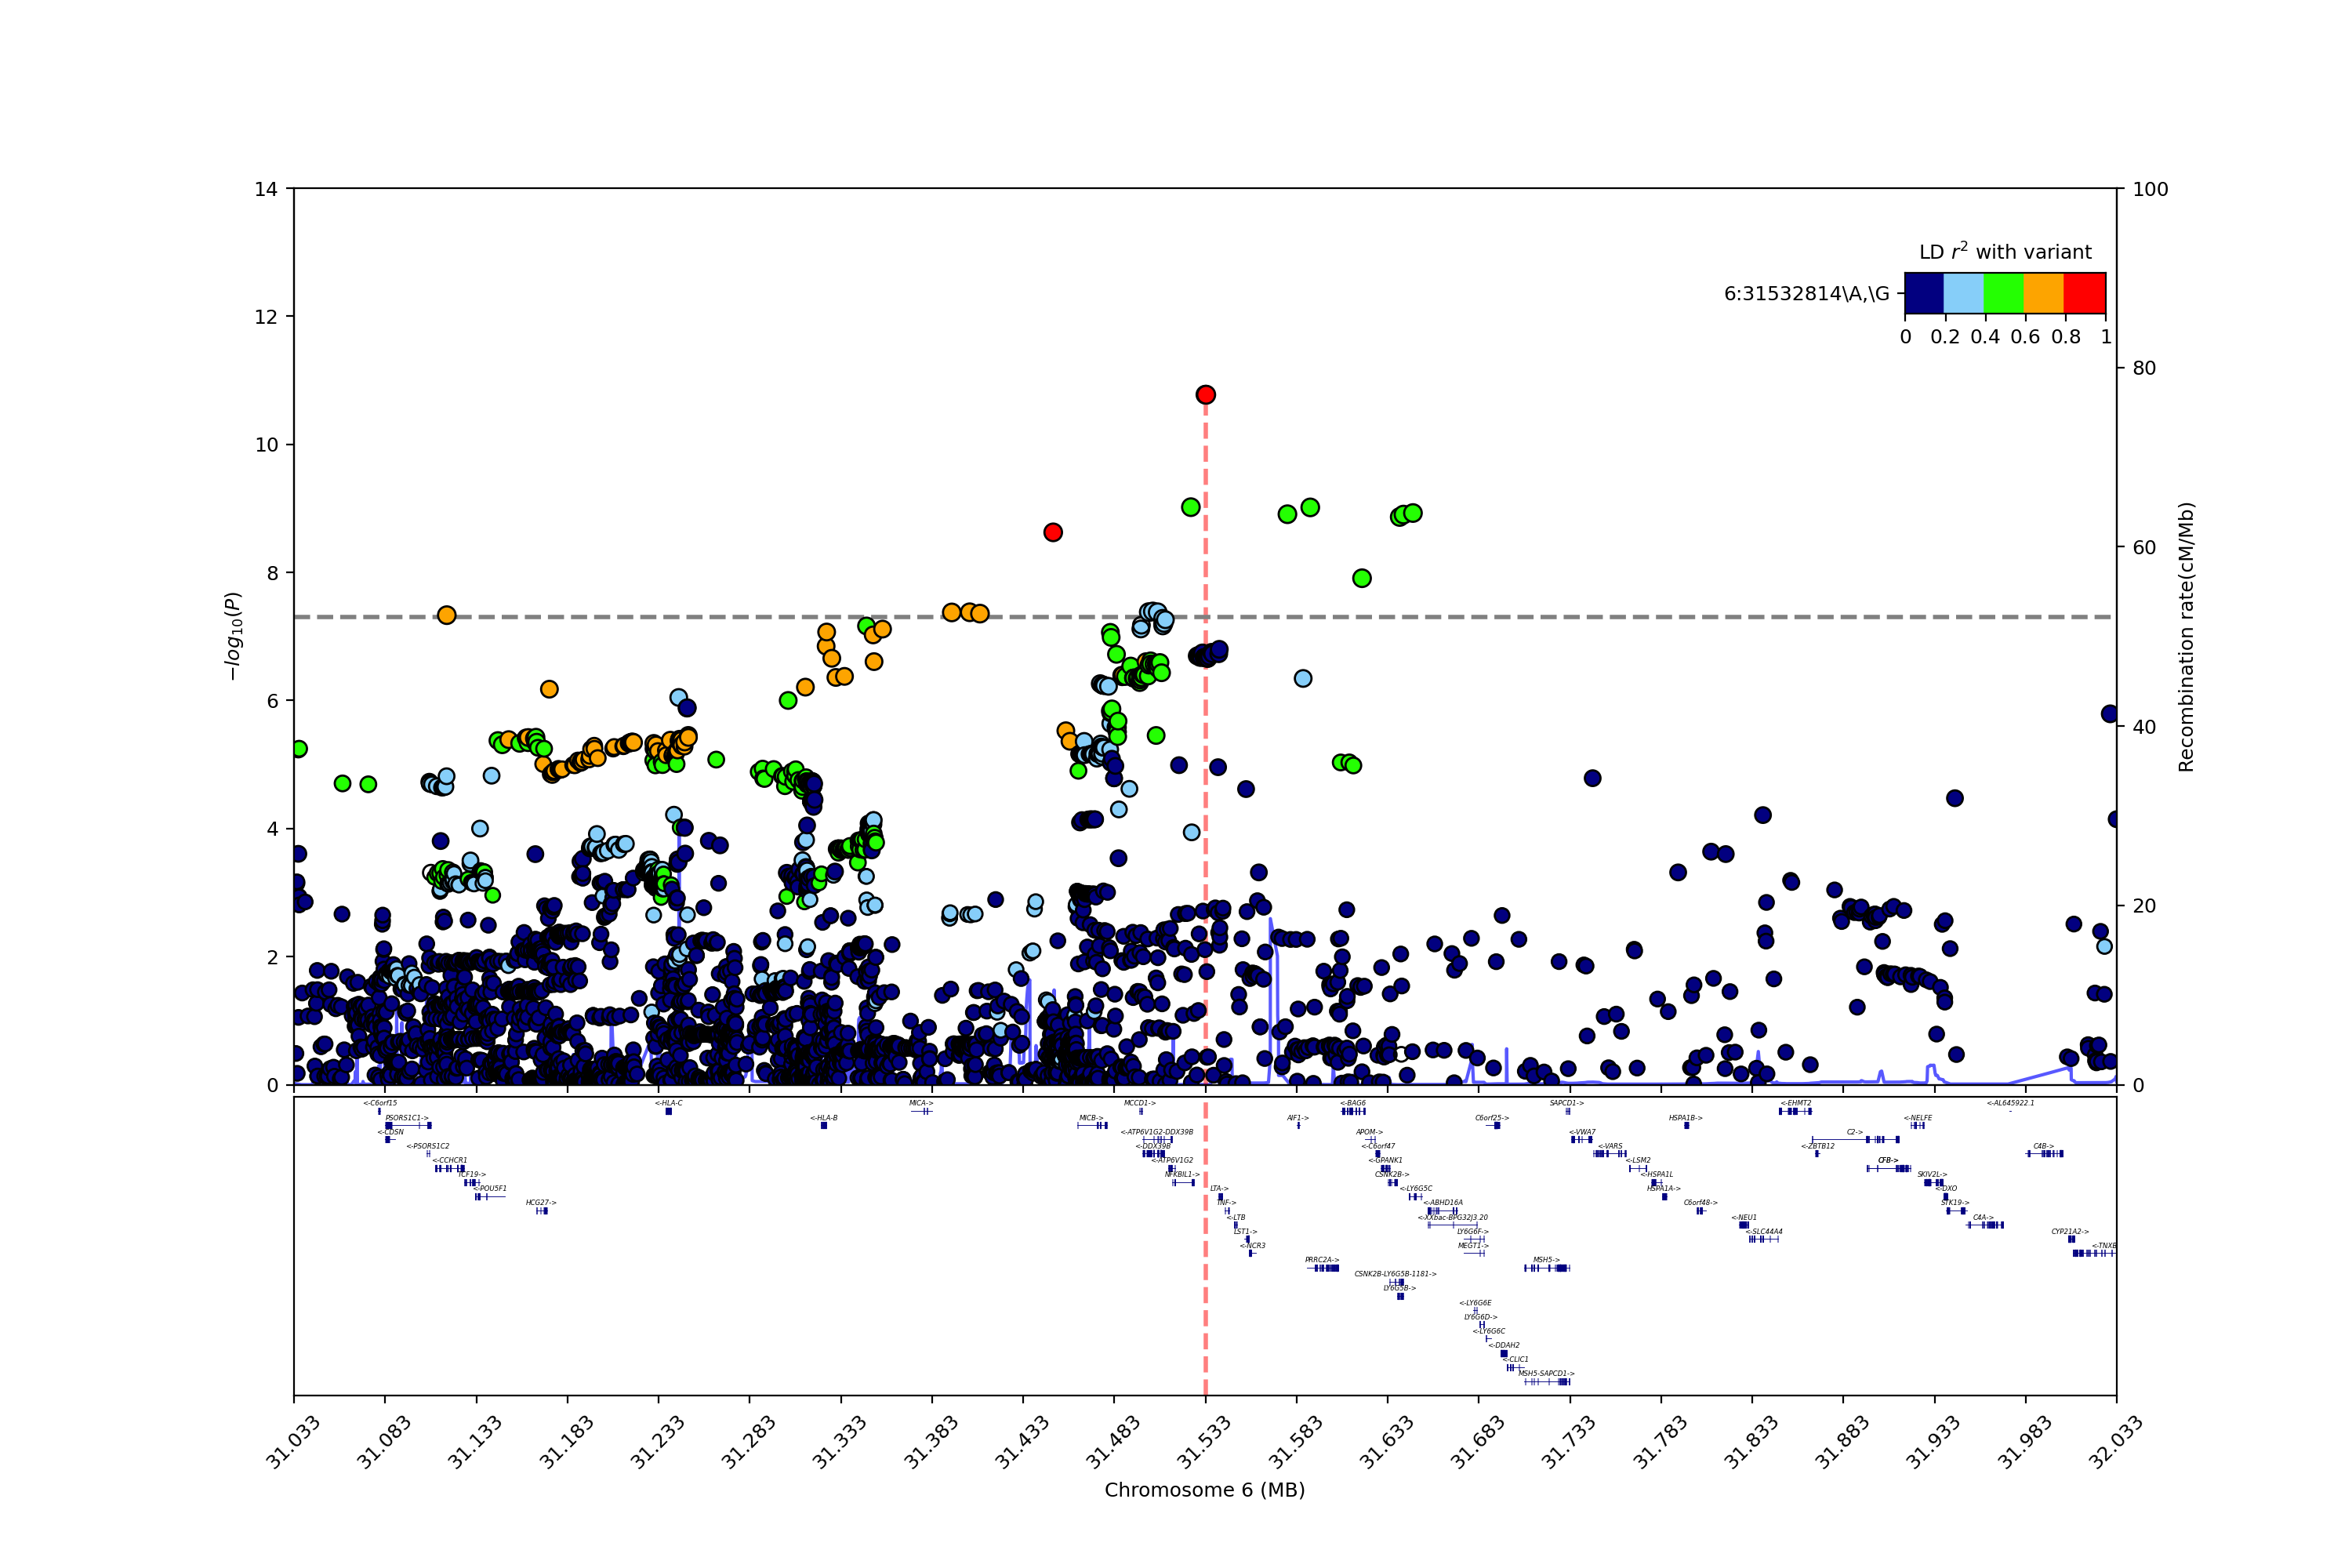 14
12
10
8
6
4
2
0
−log10(P)
100
80
60
40
20
0
Recombination rate(cM/Mb)
LD r² with variant
6:31532814\A,\G
0 0.2 0.4 0.6 0.8 1
<-C6orf15 <-HLA-C MICA-> MCCD1-> <-BAG6 SAPCD1-> <-EHMT2 <-AL645922.1
PSORS1C1-> <-HLA-B MICB-> AIF1-> C6orf25-> HSPA1B-> <-NELFE
<-CDSN <-ATP6V1G2-DDX39B APOM-> <-VWA7 C2->
<-PSORS1C2 <-DDX39B <-C6orf47 <-VARS <-ZBTB12 C4B->
<-CCHCR1 <-ATP6V1G2 <-GPANK1 <-LSM2 CFB->
TCF19-> NFKBIL1-> CSNK2B-> <-HSPA1L SKIV2L->
<-POU5F1 LTA-> <-LY6G5C HSPA1A-> <-DXO
HCG27-> TNF-> <-ABHD16A C6orf48-> STK19->
<-LTB <-XXbac-BPG32J3.20 <-NEU1 C4A->
LST1-> LY6G6F-> <-SLC44A4 CYP21A2->
<-NCR3 MEGT1-> <-TNXB
PRRC2A-> MSH5->
CSNK2B-LY6G5B-1181->
LY6G5B->
<-LY6G6E
LY6G6D->
<-LY6G6C
<-DDAH2
<-CLIC1
MSH5-SAPCD1->
31.033 31.083 31.133 31.183 31.233 31.283 31.333 31.383 31.433 31.483 31.533 31.583 31.633 31.683 31.733 31.783 31.833 31.883 31.933 31.983 32.033
Chromosome 6 (MB)